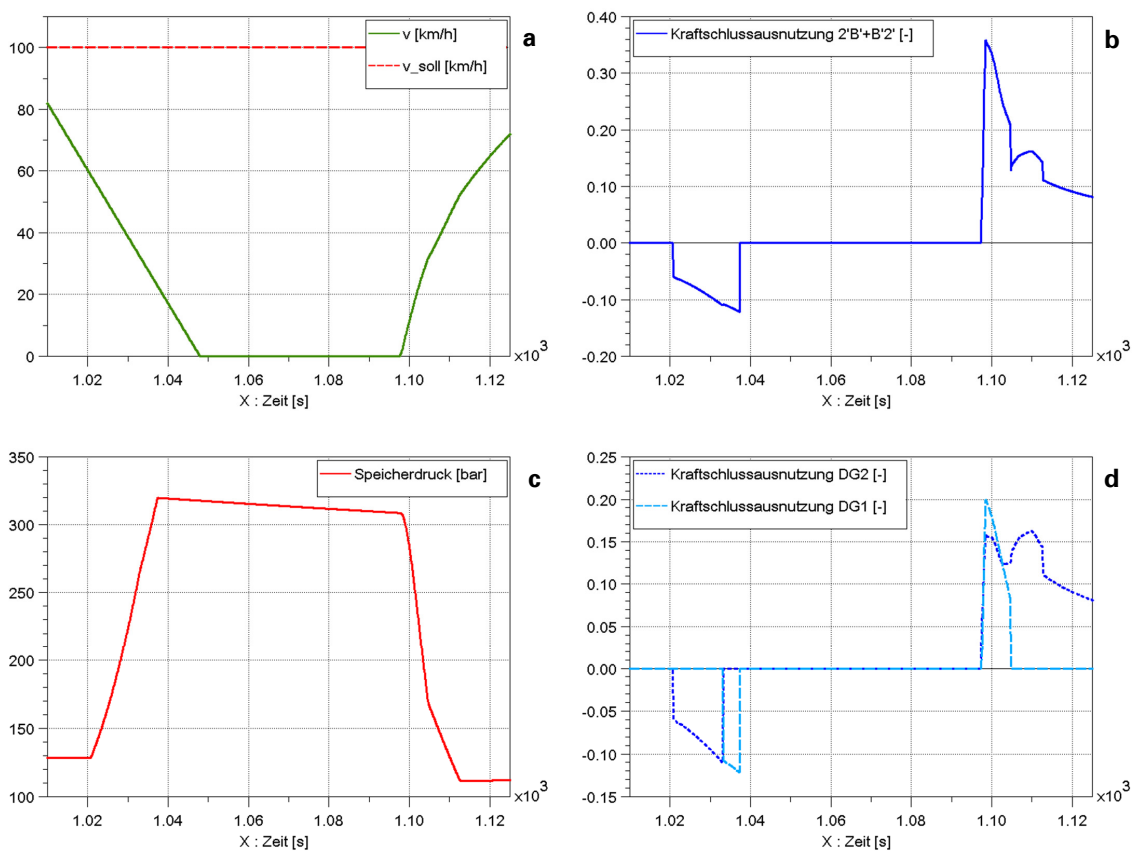 v [km/h]
v_soll [km/h]
a
100
80
60
40
20
0
1.02 1.04 1.06 1.08 1.10 1.12
×10³
X : Zeit [s]
Kraftschlussausnutzung 2'B'+B'2' [-]
b
0.40
0.30
0.20
0.10
0.00
-0.10
-0.20
1.02 1.04 1.06 1.08 1.10 1.12
×10³
X : Zeit [s]
Speicherdruck [bar]
c
350
300
250
200
150
100
1.02 1.04 1.06 1.08 1.10 1.12
×10³
X : Zeit [s]
Kraftschlussausnutzung DG2 [-]
Kraftschlussausnutzung DG1 [-]
d
0.25
0.20
0.15
0.10
0.05
0.00
-0.05
-0.10
-0.15
1.02 1.04 1.06 1.08 1.10 1.12
×10³
X : Zeit [s]